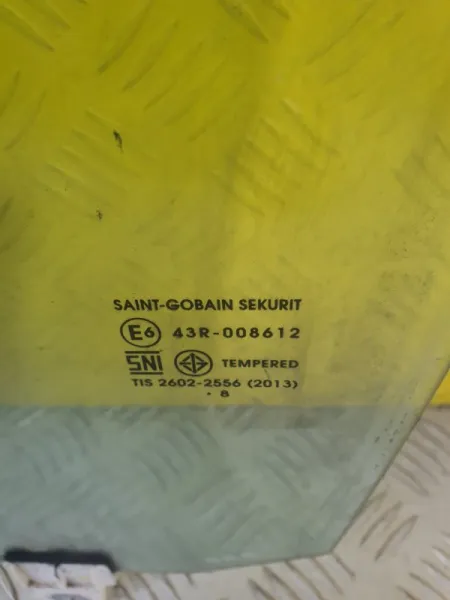 SAINT-GOBAIN SEKURIT
E6 43R-008612
SNI TEMPERED
TIS 2602-2556 (2013)
. 8